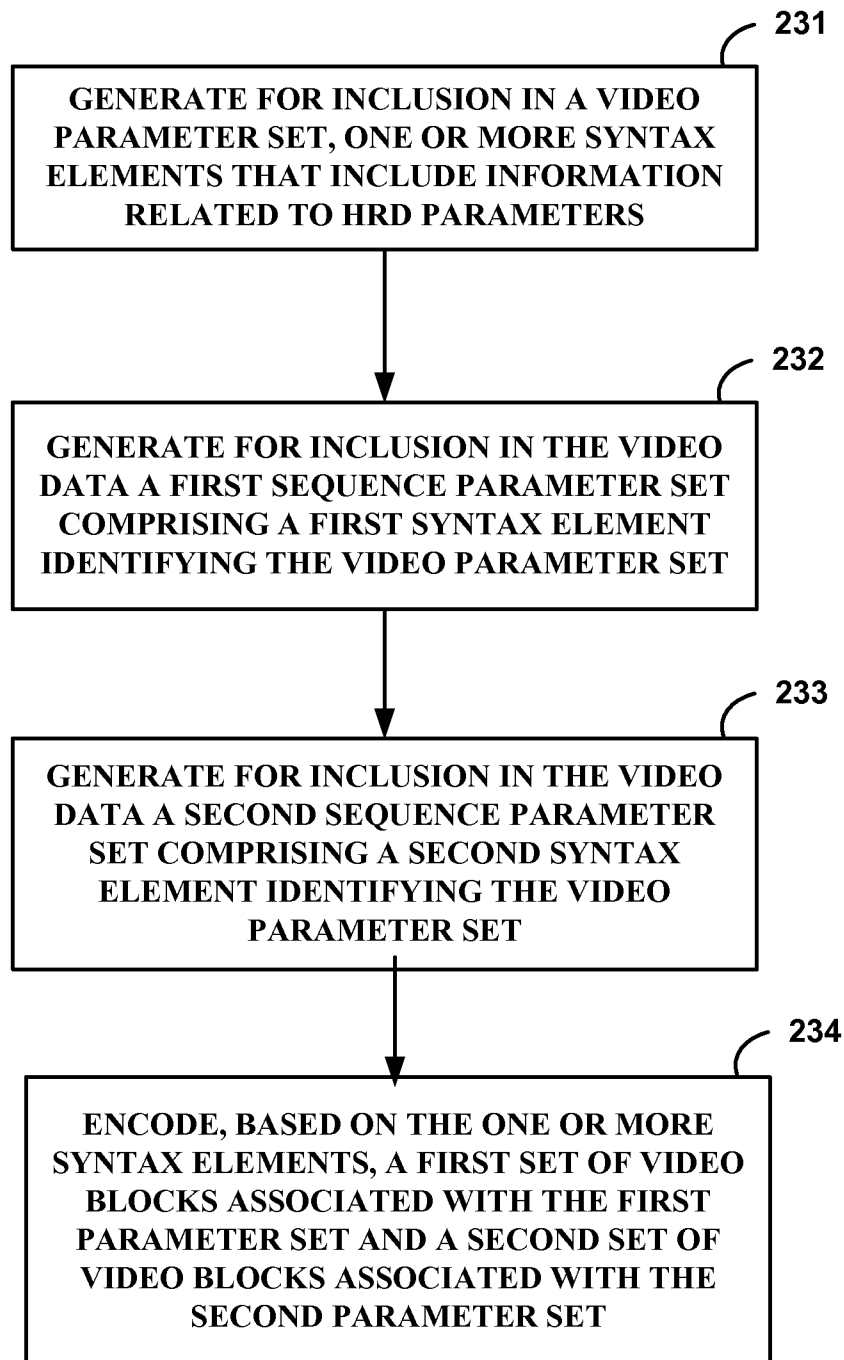 231
GENERATE FOR INCLUSION IN A VIDEO
PARAMETER SET, ONE OR MORE SYNTAX
ELEMENTS THAT INCLUDE INFORMATION
RELATED TO HRD PARAMETERS
232
GENERATE FOR INCLUSION IN THE VIDEO
DATA A FIRST SEQUENCE PARAMETER SET
COMPRISING A FIRST SYNTAX ELEMENT
IDENTIFYING THE VIDEO PARAMETER SET
233
GENERATE FOR INCLUSION IN THE VIDEO
DATA A SECOND SEQUENCE PARAMETER
SET COMPRISING A SECOND SYNTAX
ELEMENT IDENTIFYING THE VIDEO
PARAMETER SET
234
ENCODE, BASED ON THE ONE OR MORE
SYNTAX ELEMENTS, A FIRST SET OF VIDEO
BLOCKS ASSOCIATED WITH THE FIRST
PARAMETER SET AND A SECOND SET OF
VIDEO BLOCKS ASSOCIATED WITH THE
SECOND PARAMETER SET